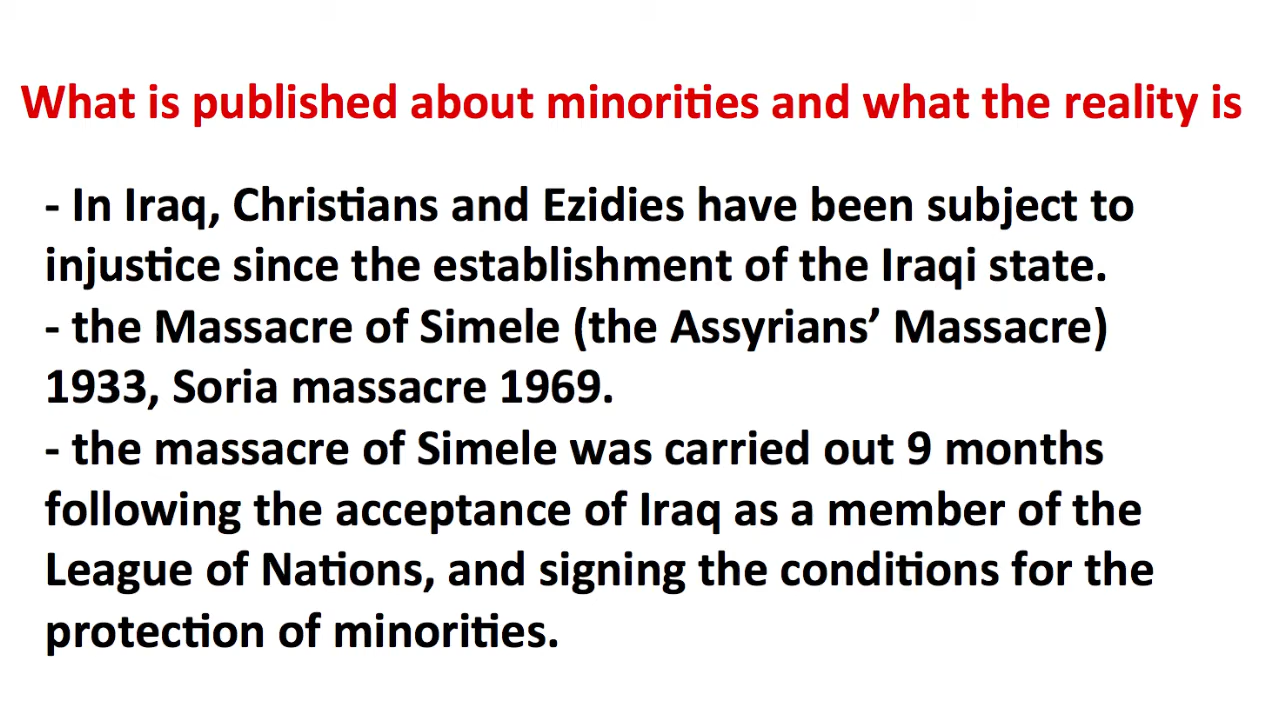 What is published about minorities and what the reality is
- In Iraq, Christians and Ezidies have been subject to
injustice since the establishment of the Iraqi state.
- the Massacre of Simele (the Assyrians’ Massacre)
1933, Soria massacre 1969.
- the massacre of Simele was carried out 9 months
following the acceptance of Iraq as a member of the
League of Nations, and signing the conditions for the
protection of minorities.